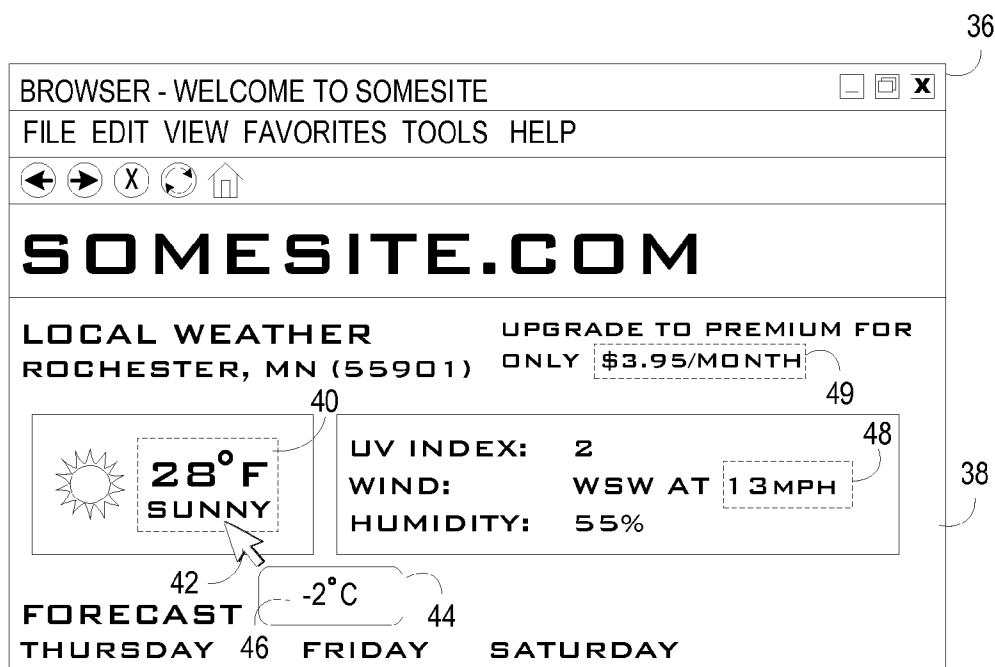 36
BROWSER - WELCOME TO SOMESITE
X
FILE EDIT VIEW FAVORITES TOOLS HELP
X
SOMESITE.COM
LOCAL WEATHER
ROCHESTER, MN (55901)
UPGRADE TO PREMIUM FOR
ONLY $3.95/MONTH
49
40
28°F
SUNNY
42
UV INDEX: 2
WIND: WSW AT 13MPH
HUMIDITY: 55%
48
38
-2°C
44
46
FORECAST
THURSDAY FRIDAY SATURDAY